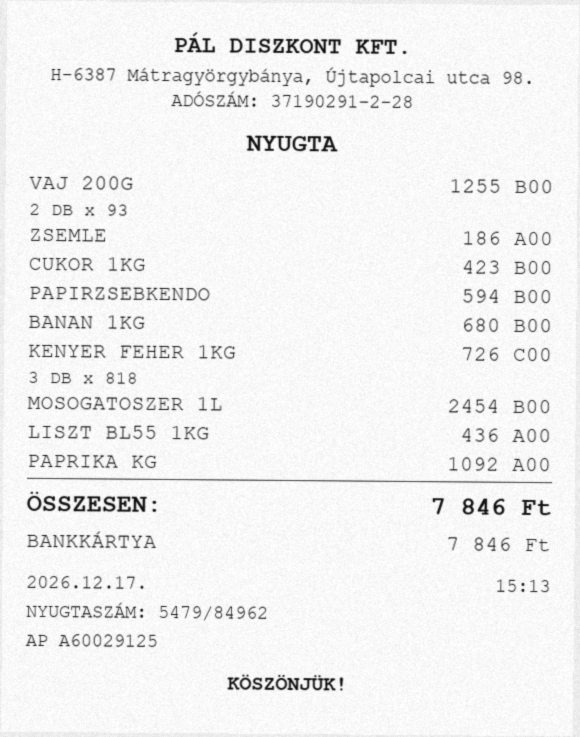 PÁL DISZKONT KFT.
H-6387 Mátragyörgybánya, Újtapolcai utca 98.
ADÓSZÁM: 37190291-2-28
NYUGTA
VAJ 200G 1255 B00
2 DB x 93
ZSEMLE 186 A00
CUKOR 1KG 423 B00
PAPIRZSEBKENDO 594 B00
BANAN 1KG 680 B00
KENYER FEHER 1KG 726 C00
3 DB x 818
MOSOGATOSZER 1L 2454 B00
LISZT BL55 1KG 436 A00
PAPRIKA KG 1092 A00
ÖSSZESEN: 7 846 Ft
BANKKÁRTYA 7 846 Ft
2026.12.17. 15:13
NYUGTASZÁM: 5479/84962
AP A60029125
KÖSZÖNJÜK!